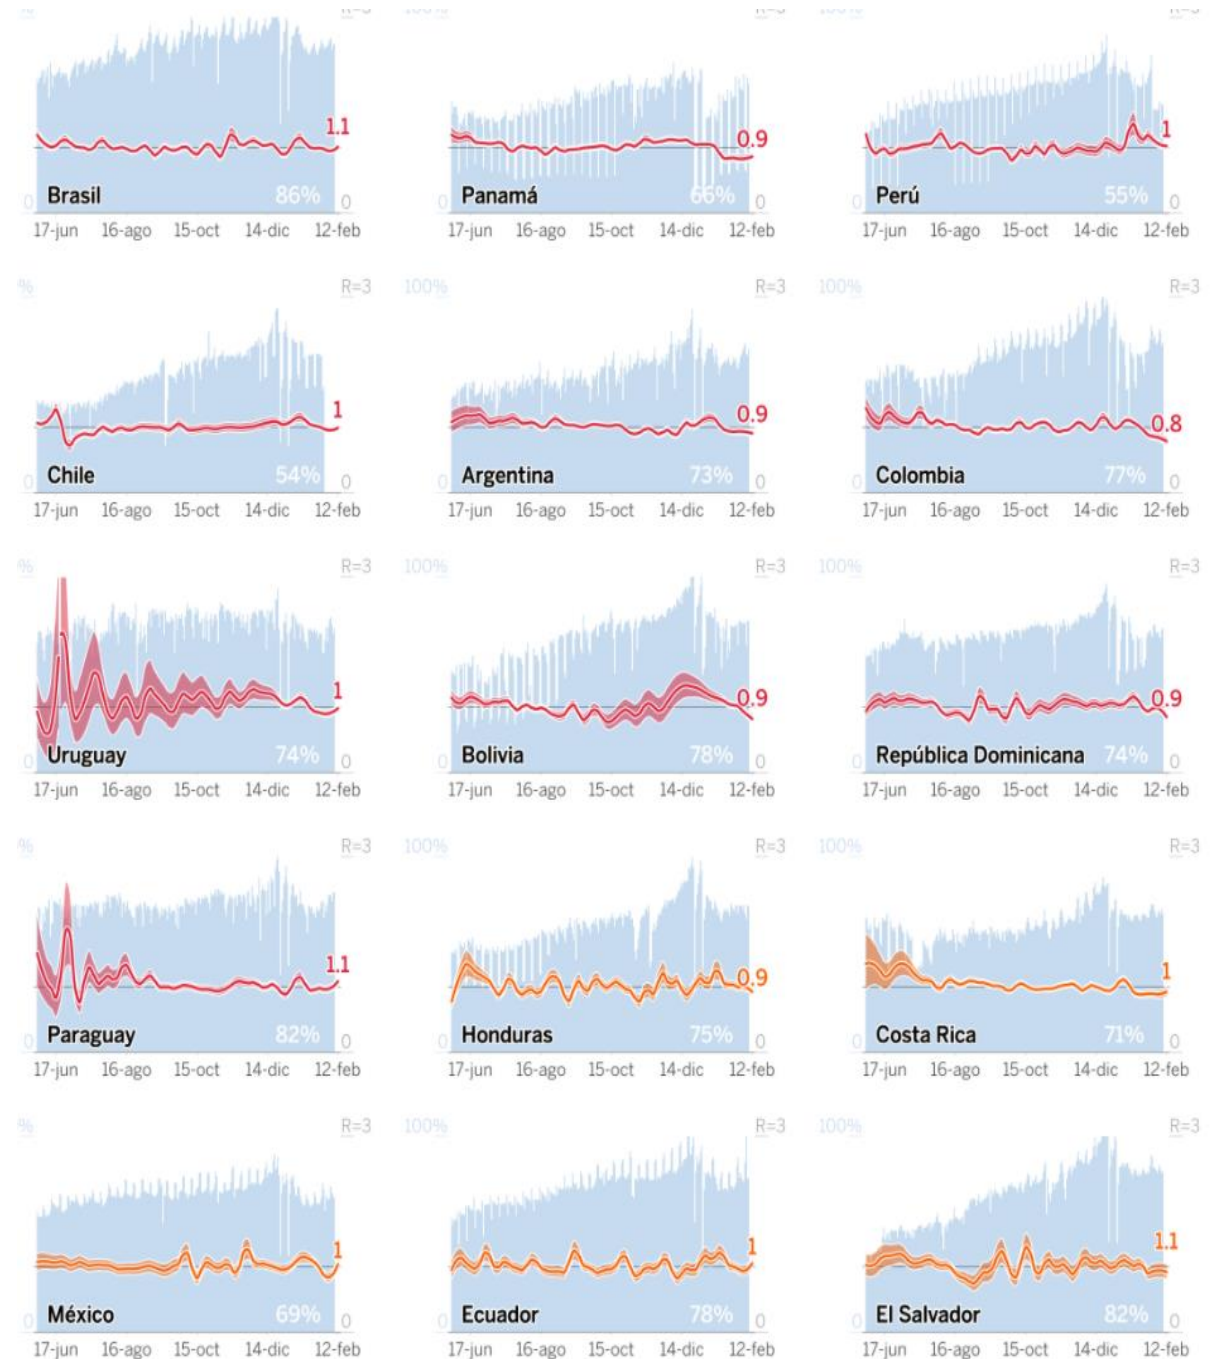 1.1 0.9 1
Brasil 86% 0 Panamá 66% 0 Perú 55% 0
17-jun 16-ago 15-oct 14-dic 12-feb 17-jun 16-ago 15-oct 14-dic 12-feb 17-jun 16-ago 15-oct 14-dic 12-feb
% R=3 100% R=3 100% R=3
1 0.9 0.8
0 Chile 54% 0 0 Argentina 73% 0 0 Colombia 77% 0
17-jun 16-ago 15-oct 14-dic 12-feb 17-jun 16-ago 15-oct 14-dic 12-feb 17-jun 16-ago 15-oct 14-dic 12-feb
% R=3 100% R=3 100% R=3
1 0.9 0.9
0 Uruguay 74% 0 0 Bolivia 78% 0 0 República Dominicana 74% 0
17-jun 16-ago 15-oct 14-dic 12-feb 17-jun 16-ago 15-oct 14-dic 12-feb 17-jun 16-ago 15-oct 14-dic 12-feb
% R=3 100% R=3 100% R=3
1.1 0.9 1
0 Paraguay 82% 0 0 Honduras 75% 0 0 Costa Rica 71% 0
17-jun 16-ago 15-oct 14-dic 12-feb 17-jun 16-ago 15-oct 14-dic 12-feb 17-jun 16-ago 15-oct 14-dic 12-feb
% R=3 100% R=3 100% R=3
1 1 1.1
0 México 69% 0 0 Ecuador 78% 0 0 El Salvador 82% 0
17-jun 16-ago 15-oct 14-dic 12-feb 17-jun 16-ago 15-oct 14-dic 12-feb 17-jun 16-ago 15-oct 14-dic 12-feb